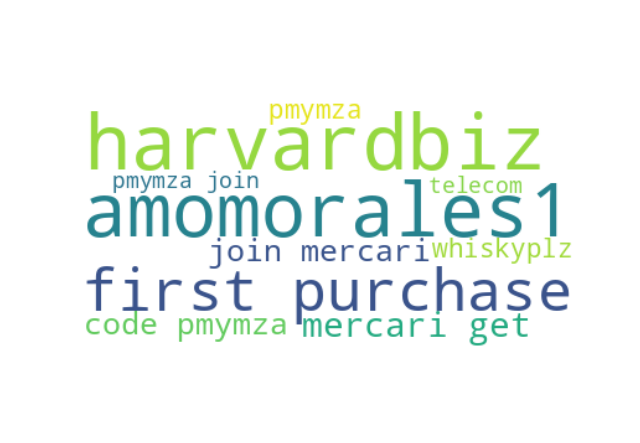 pmymza
harvardbiz
pmymza join
telecom
amomorales1
join mercari
whiskyplz
first purchase
code pmymza
mercari get